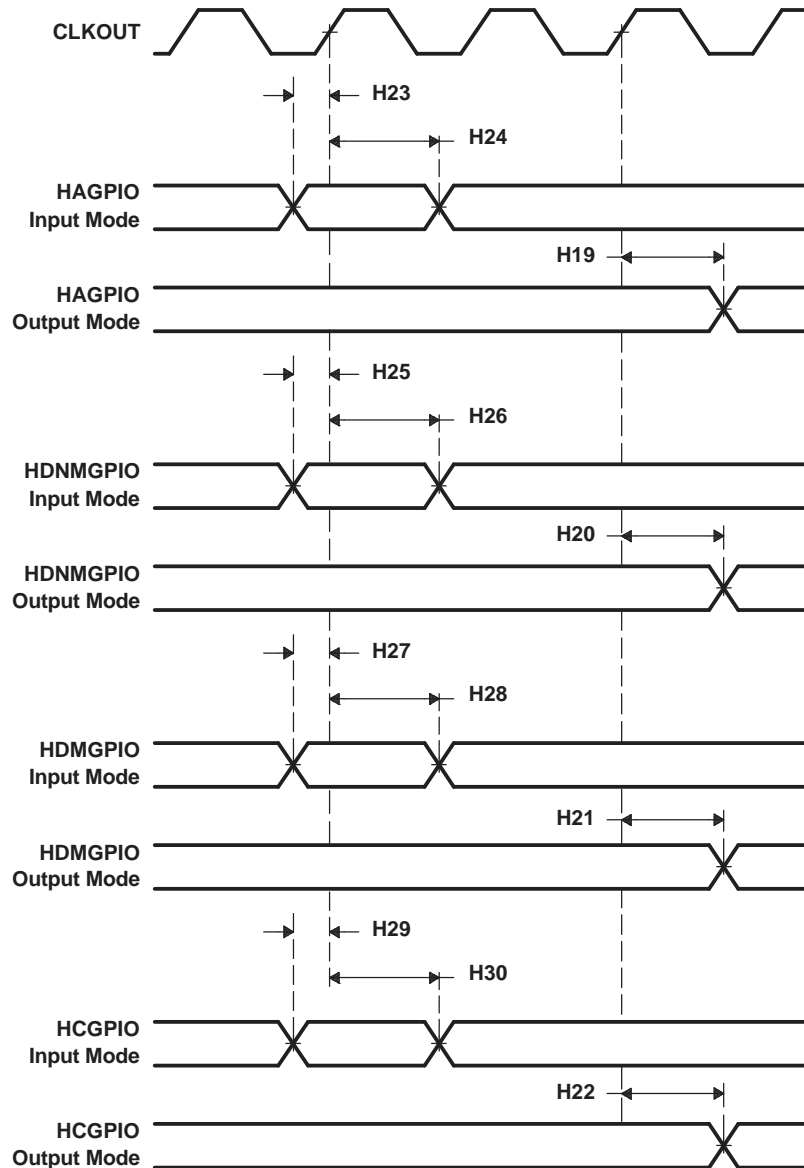 CLKOUT
H23
H24
HAGPIO
Input Mode
H19
HAGPIO
Output Mode
H25
H26
HDNMGPIO
Input Mode
H20
HDNMGPIO
Output Mode
H27
H28
HDMGPIO
Input Mode
H21
HDMGPIO
Output Mode
H29
H30
HCGPIO
Input Mode
H22
HCGPIO
Output Mode